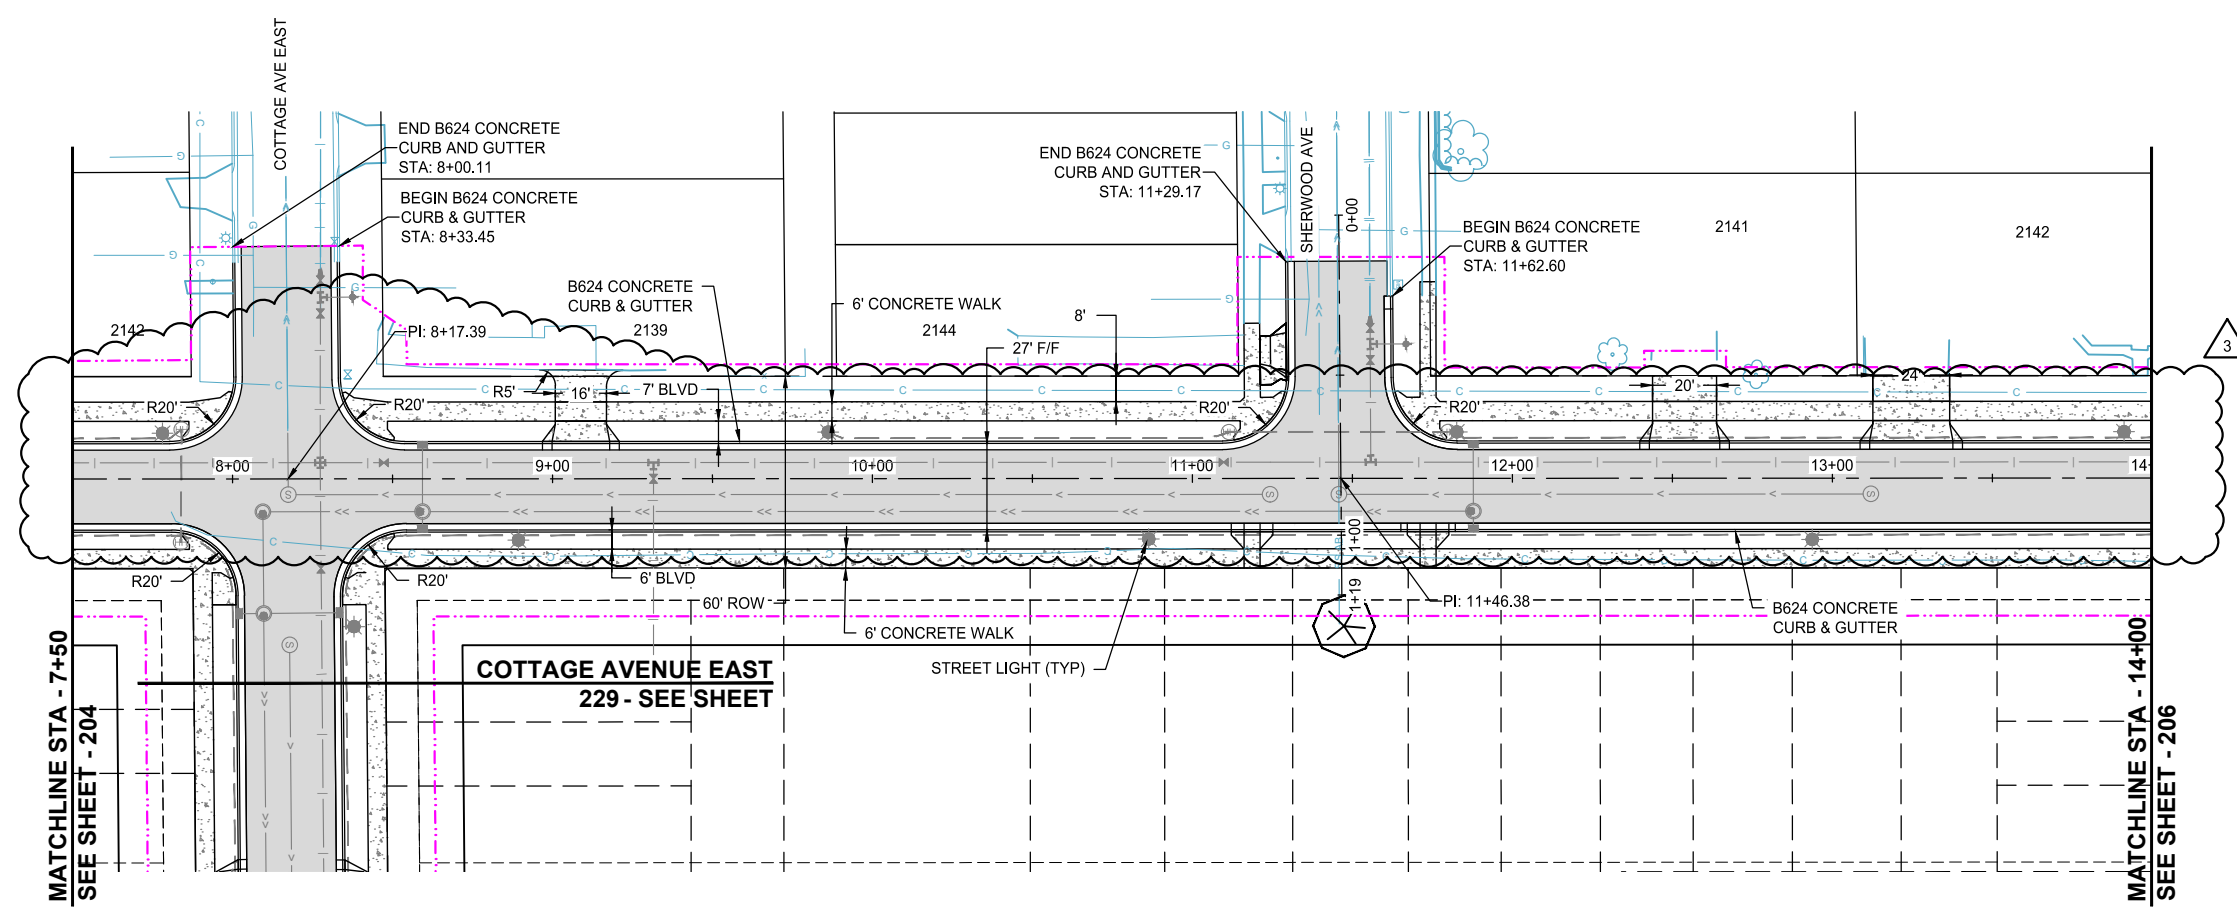 COTTAGE AVE EAST
END B624 CONCRETE
CURB AND GUTTER
STA: 8+00.11
BEGIN B624 CONCRETE
CURB & GUTTER
STA: 8+33.45
B624 CONCRETE
CURB & GUTTER
6' CONCRETE WALK
2142
PI: 8+17.39
2139
2144
27' F/F
8'
END B624 CONCRETE
CURB AND GUTTER
STA: 11+29.17
SHERWOOD AVE
0+00
BEGIN B624 CONCRETE
CURB & GUTTER
STA: 11+62.60
2141
2142
3
R20'
R20'
R5'
16'
7' BLVD
R20'
R20'
20'
24'
8+00
9+00
10+00
11+00
12+00
13+00
14+
1+00
1+19
R20'
R20'
6' BLVD
60' ROW
6' CONCRETE WALK
STREET LIGHT (TYP)
PI: 11+46.38
B624 CONCRETE
CURB & GUTTER
COTTAGE AVENUE EAST
229 - SEE SHEET
MATCHLINE STA - 7+50
SEE SHEET - 204
MATCHLINE STA - 14+00
SEE SHEET - 206